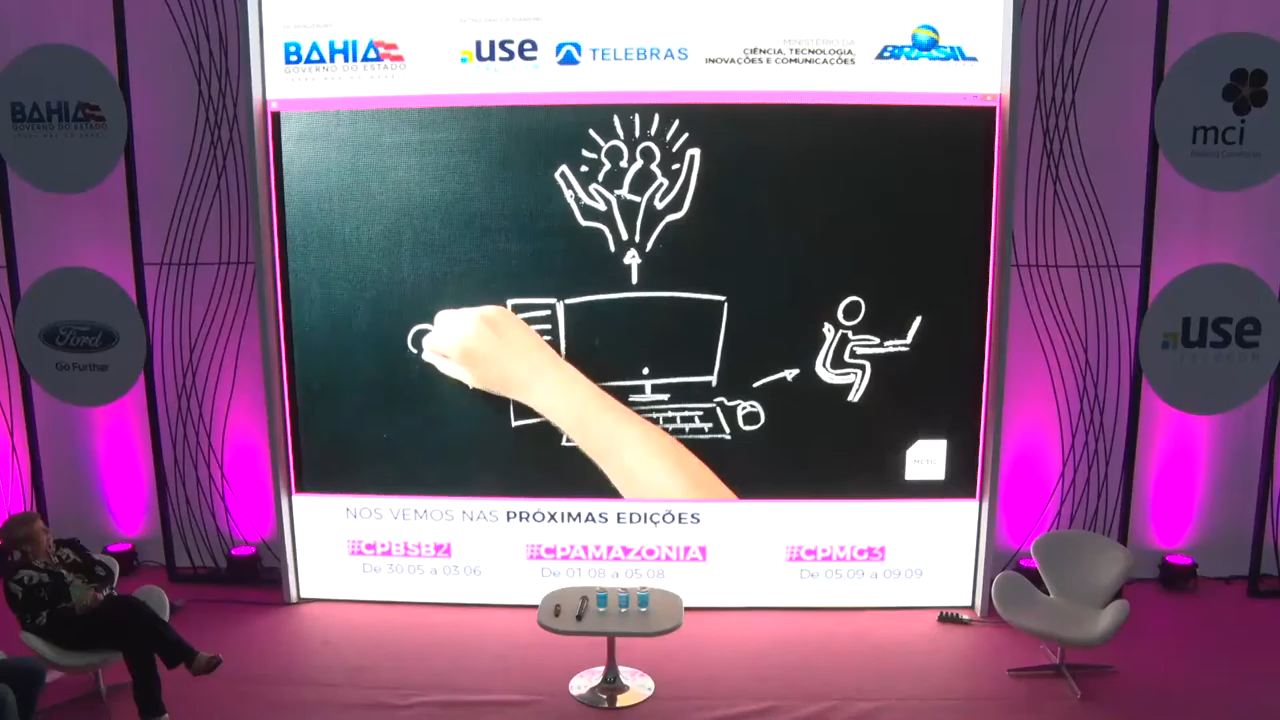 BAHIA
GOVERNO DO ESTADO
USE
TELEBRAS
MINISTÉRIO DA
CIÊNCIA, TECNOLOGIA,
INOVAÇÕES E COMUNICAÇÕES
BRASIL
BAHIA
GOVERNO DO ESTADO
mci
Ford
Go Further
USE
TELECOM
MCTIC
NOS VEMOS NAS PRÓXIMAS EDIÇÕES
#CPBSB2
#CPAMAZONIA
#CPMG3
De 30.05 a 03.06
De 01.08 a 05.08
De 05.09 a 09.09